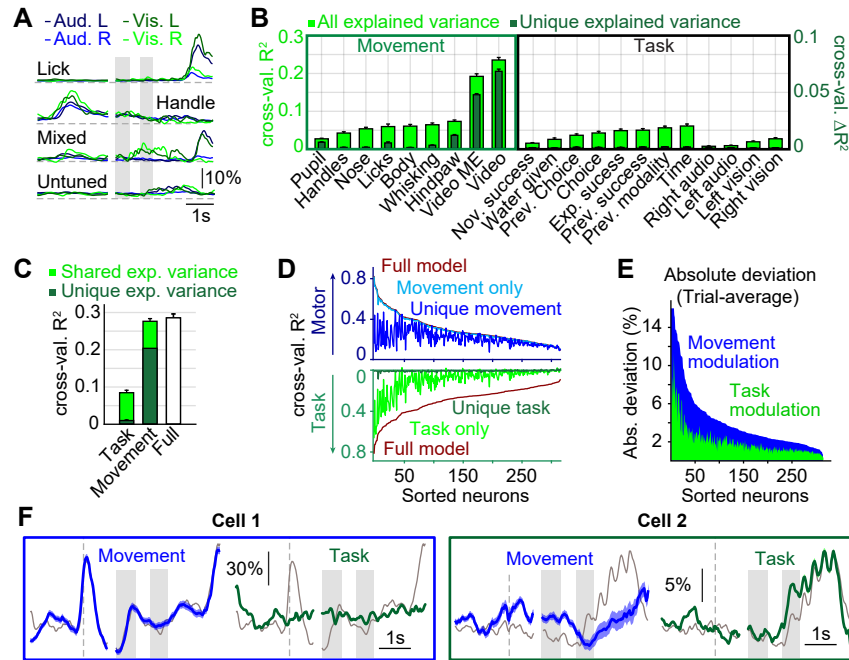 A
Aud. L
Vis. L
Aud. R
Vis. R
Lick
Handle
Mixed
Untuned
10%
1s
B
All explained variance
Unique explained variance
Movement
Task
cross-val. R²
0.3
0.2
0.1
0
0.1
0.05
0
cross-val. ΔR²
Pupil
Handles
Nose
Licks
Body
Whisking
Hindpaw
Video ME
Video
Nov. success
Water given
Prev. Choice
Choice
Exp. sucess
Prev. success
Prev. modality
Time
Right audio
Left audio
Left vision
Right vision
C
Shared exp. variance
Unique exp. variance
cross-val. R²
0.3
0.2
0.1
0
Task
Movement
Full
D
cross-val. R²
Motor
Task
0.8
0.4
0
0
0.4
0.8
Full model
Movement only
Unique movement
Unique task
Task only
Full model
50
150
250
Sorted neurons
E
Absolute deviation
(Trial-average)
Abs. deviation (%)
14
10
6
2
Movement
modulation
Task
modulation
50
150
250
Sorted neurons
F
Cell 1
Movement
Task
30%
1s
Cell 2
Movement
Task
5%
1s